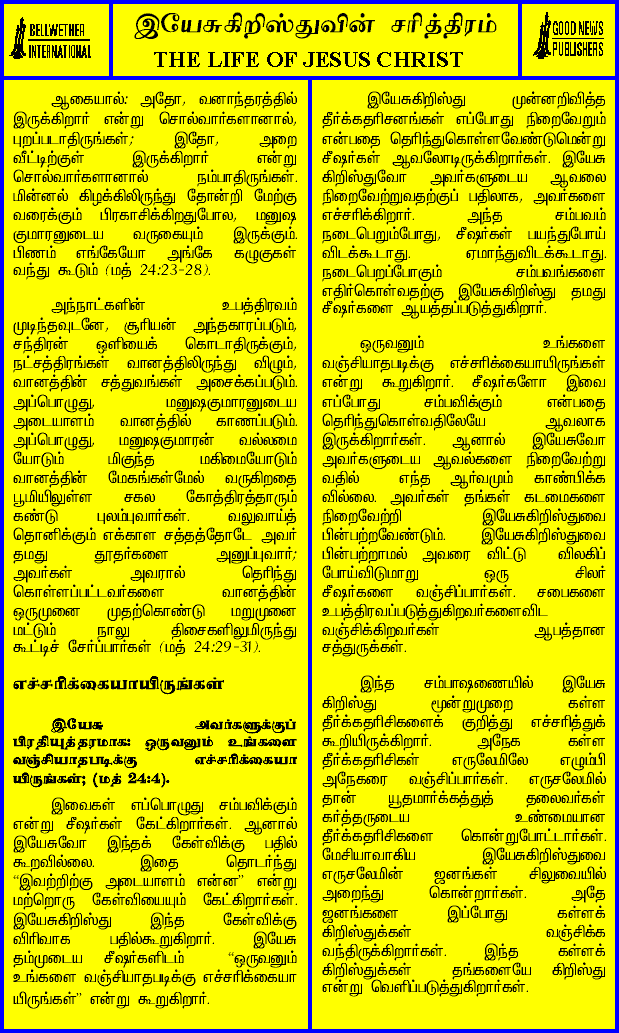 BELLWETHER
INTERNATIONAL
இயேசுகிறிஸ்துவின் சரித்திரம்
THE LIFE OF JESUS CHRIST
GOOD NEWS
PUBLISHERS
ஆகையால்: அதோ, வனாந்தரத்தில்
இருக்கிறார் என்று சொல்வார்களானால்,
புறப்படாதிருங்கள்; இதோ, அறை
வீட்டிற்குள் இருக்கிறார் என்று
சொல்வார்களானால் நம்பாதிருங்கள்.
மின்னல் கிழக்கிலிருந்து தோன்றி மேற்கு
வரைக்கும் பிரகாசிக்கிறதுபோல, மனுஷ
குமாரனுடைய வருகையும் இருக்கும்.
பிணம் எங்கேயோ அங்கே கழுகுகள்
வந்து கூடும் (மத் 24:23-28).
அந்நாட்களின் உபத்திரவம்
முடிந்தவுடனே, சூரியன் அந்தகாரப்படும்,
சந்திரன் ஒளியைக் கொடாதிருக்கும்,
நட்சத்திரங்கள் வானத்திலிருந்து விழும்,
வானத்தின் சத்துவங்கள் அசைக்கப்படும்.
அப்பொழுது, மனுஷகுமாரனுடைய
அடையாளம் வானத்தில் காணப்படும்.
அப்பொழுது, மனுஷகுமாரன் வல்லமை
யோடும் மிகுந்த மகிமையோடும்
வானத்தின் மேகங்கள்மேல் வருகிறதை
பூமியிலுள்ள சகல கோத்திரத்தாரும்
கண்டு புலம்புவார்கள். வலுவாய்த்
தொனிக்கும் எக்காள சத்தத்தோடே அவர்
தமது தூதர்களை அனுப்புவார்;
அவர்கள் அவரால் தெரிந்து
கொள்ளப்பட்டவர்களை வானத்தின்
ஒருமுனை முதற்கொண்டு மறுமுனை
மட்டும் நாலு திசைகளிலுமிருந்து
கூட்டிச் சேர்ப்பார்கள் (மத் 24:29-31).
எச்சரிக்கையாயிருங்கள்
இயேசு அவர்களுக்குப்
பிரதியுத்தரமாக: ஒருவனும் உங்களை
வஞ்சியாதபடிக்கு எச்சரிக்கையா
யிருங்கள்; (மத் 24:4).
இவைகள் எப்பொழுது சம்பவிக்கும்
என்று சீஷர்கள் கேட்கிறார்கள். ஆனால்
இயேசுவோ இந்தக் கேள்விக்கு பதில்
கூறவில்லை. இதை தொடர்ந்து
“இவற்றிற்கு அடையாளம் என்ன” என்று
மற்றொரு கேள்வியையும் கேட்கிறார்கள்.
இயேசுகிறிஸ்து இந்த கேள்விக்கு
விரிவாக பதில்கூறுகிறார். இயேசு
தம்முடைய சீஷர்களிடம் “ஒருவனும்
உங்களை வஞ்சியாதபடிக்கு எச்சரிக்கையா
யிருங்கள்” என்று கூறுகிறார்.
இயேசுகிறிஸ்து முன்னறிவித்த
தீர்க்கதரிசனங்கள் எப்போது நிறைவேறும்
என்பதை தெரிந்துகொள்ளவேண்டுமென்று
சீஷர்கள் ஆவலோடிருக்கிறார்கள். இயேசு
கிறிஸ்துவோ அவர்களுடைய ஆவலை
நிறைவேற்றுவதற்குப் பதிலாக, அவர்களை
எச்சரிக்கிறார். அந்த சம்பவம்
நடைபெறும்போது, சீஷர்கள் பயந்துபோய்
விடக்கூடாது. ஏமாந்துவிடக்கூடாது.
நடைபெறப்போகும் சம்பவங்களை
எதிர்கொள்வதற்கு இயேசுகிறிஸ்து தமது
சீஷர்களை ஆயத்தப்படுத்துகிறார்.
ஒருவனும் உங்களை
வஞ்சியாதபடிக்கு எச்சரிக்கையாயிருங்கள்
என்று கூறுகிறார். சீஷர்களோ இவை
எப்போது சம்பவிக்கும் என்பதை
தெரிந்துகொள்வதிலேயே ஆவலாக
இருக்கிறார்கள். ஆனால் இயேசுவோ
அவர்களுடைய ஆவல்களை நிறைவேற்று
வதில் எந்த ஆர்வமும் காண்பிக்க
வில்லை. அவர்கள் தங்கள் கடமைகளை
நிறைவேற்றி இயேசுகிறிஸ்துவை
பின்பற்றவேண்டும். இயேசுகிறிஸ்துவை
பின்பற்றாமல் அவரை விட்டு விலகிப்
போய்விடுமாறு ஒரு சிலர்
சீஷர்களை வஞ்சிப்பார்கள். சபைகளை
உபத்திரவப்படுத்துகிறவர்களைவிட
வஞ்சிக்கிறவர்கள் ஆபத்தான
சத்துருக்கள்.
இந்த சம்பாஷணையில் இயேசு
கிறிஸ்து மூன்றுமுறை கள்ள
தீர்க்கதரிசிகளைக் குறித்து எச்சரித்துக்
கூறியிருக்கிறார். அநேக கள்ள
தீர்க்கதரிசிகள் எருலேமிலே எழும்பி
அநேகரை வஞ்சிப்பார்கள். எருசலேமில்
தான் யூதமார்க்கத்துத் தலைவர்கள்
கர்த்தருடைய உண்மையான
தீர்க்கதரிசிகளை கொன்றுபோட்டார்கள்.
மேசியாவாகிய இயேசுகிறிஸ்துவை
எருசலேமின் ஜனங்கள் சிலுவையில்
அறைந்து கொன்றார்கள். அதே
ஜனங்களை இப்போது கள்ளக்
கிறிஸ்துக்கள் வஞ்சிக்க
வந்திருக்கிறார்கள். இந்த கள்ளக்
கிறிஸ்துக்கள் தங்களையே கிறிஸ்து
என்று வெளிப்படுத்துகிறார்கள்.